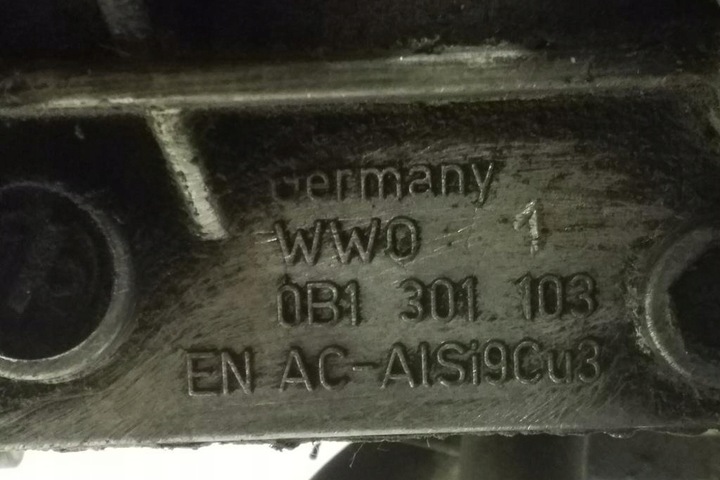 Germany
WWO 1
0B1 301 103
EN AC-AlSi9Cu3